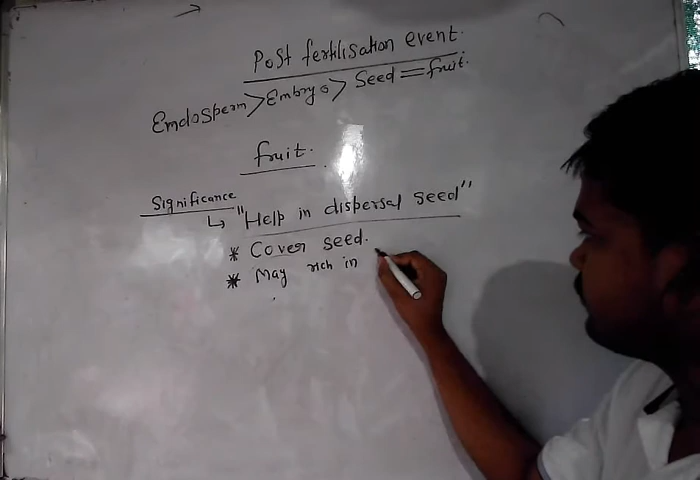 Post fertilisation event.
Endosperm > Embryo > Seed = fruit.
fruit.
Significance
↳ "Help in dispersal seed"
* Cover seed.
* May rich in